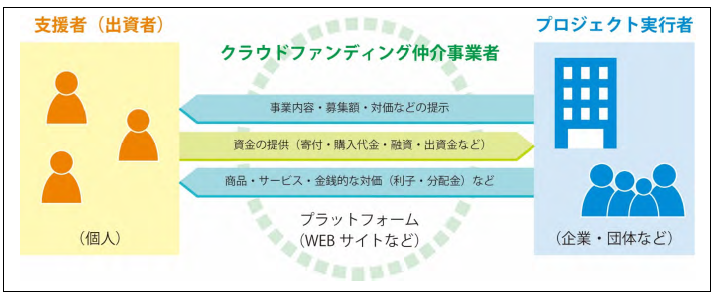 支援者（出資者）
クラウドファンディング仲介事業者
プロジェクト実行者
事業内容・募集額・対価などの提示
資金の提供（寄付・購入代金・融資・出資金など）
商品・サービス・金銭的な対価（利子・分配金）など
プラットフォーム
（WEB サイトなど）
（個人）
（企業・団体など）